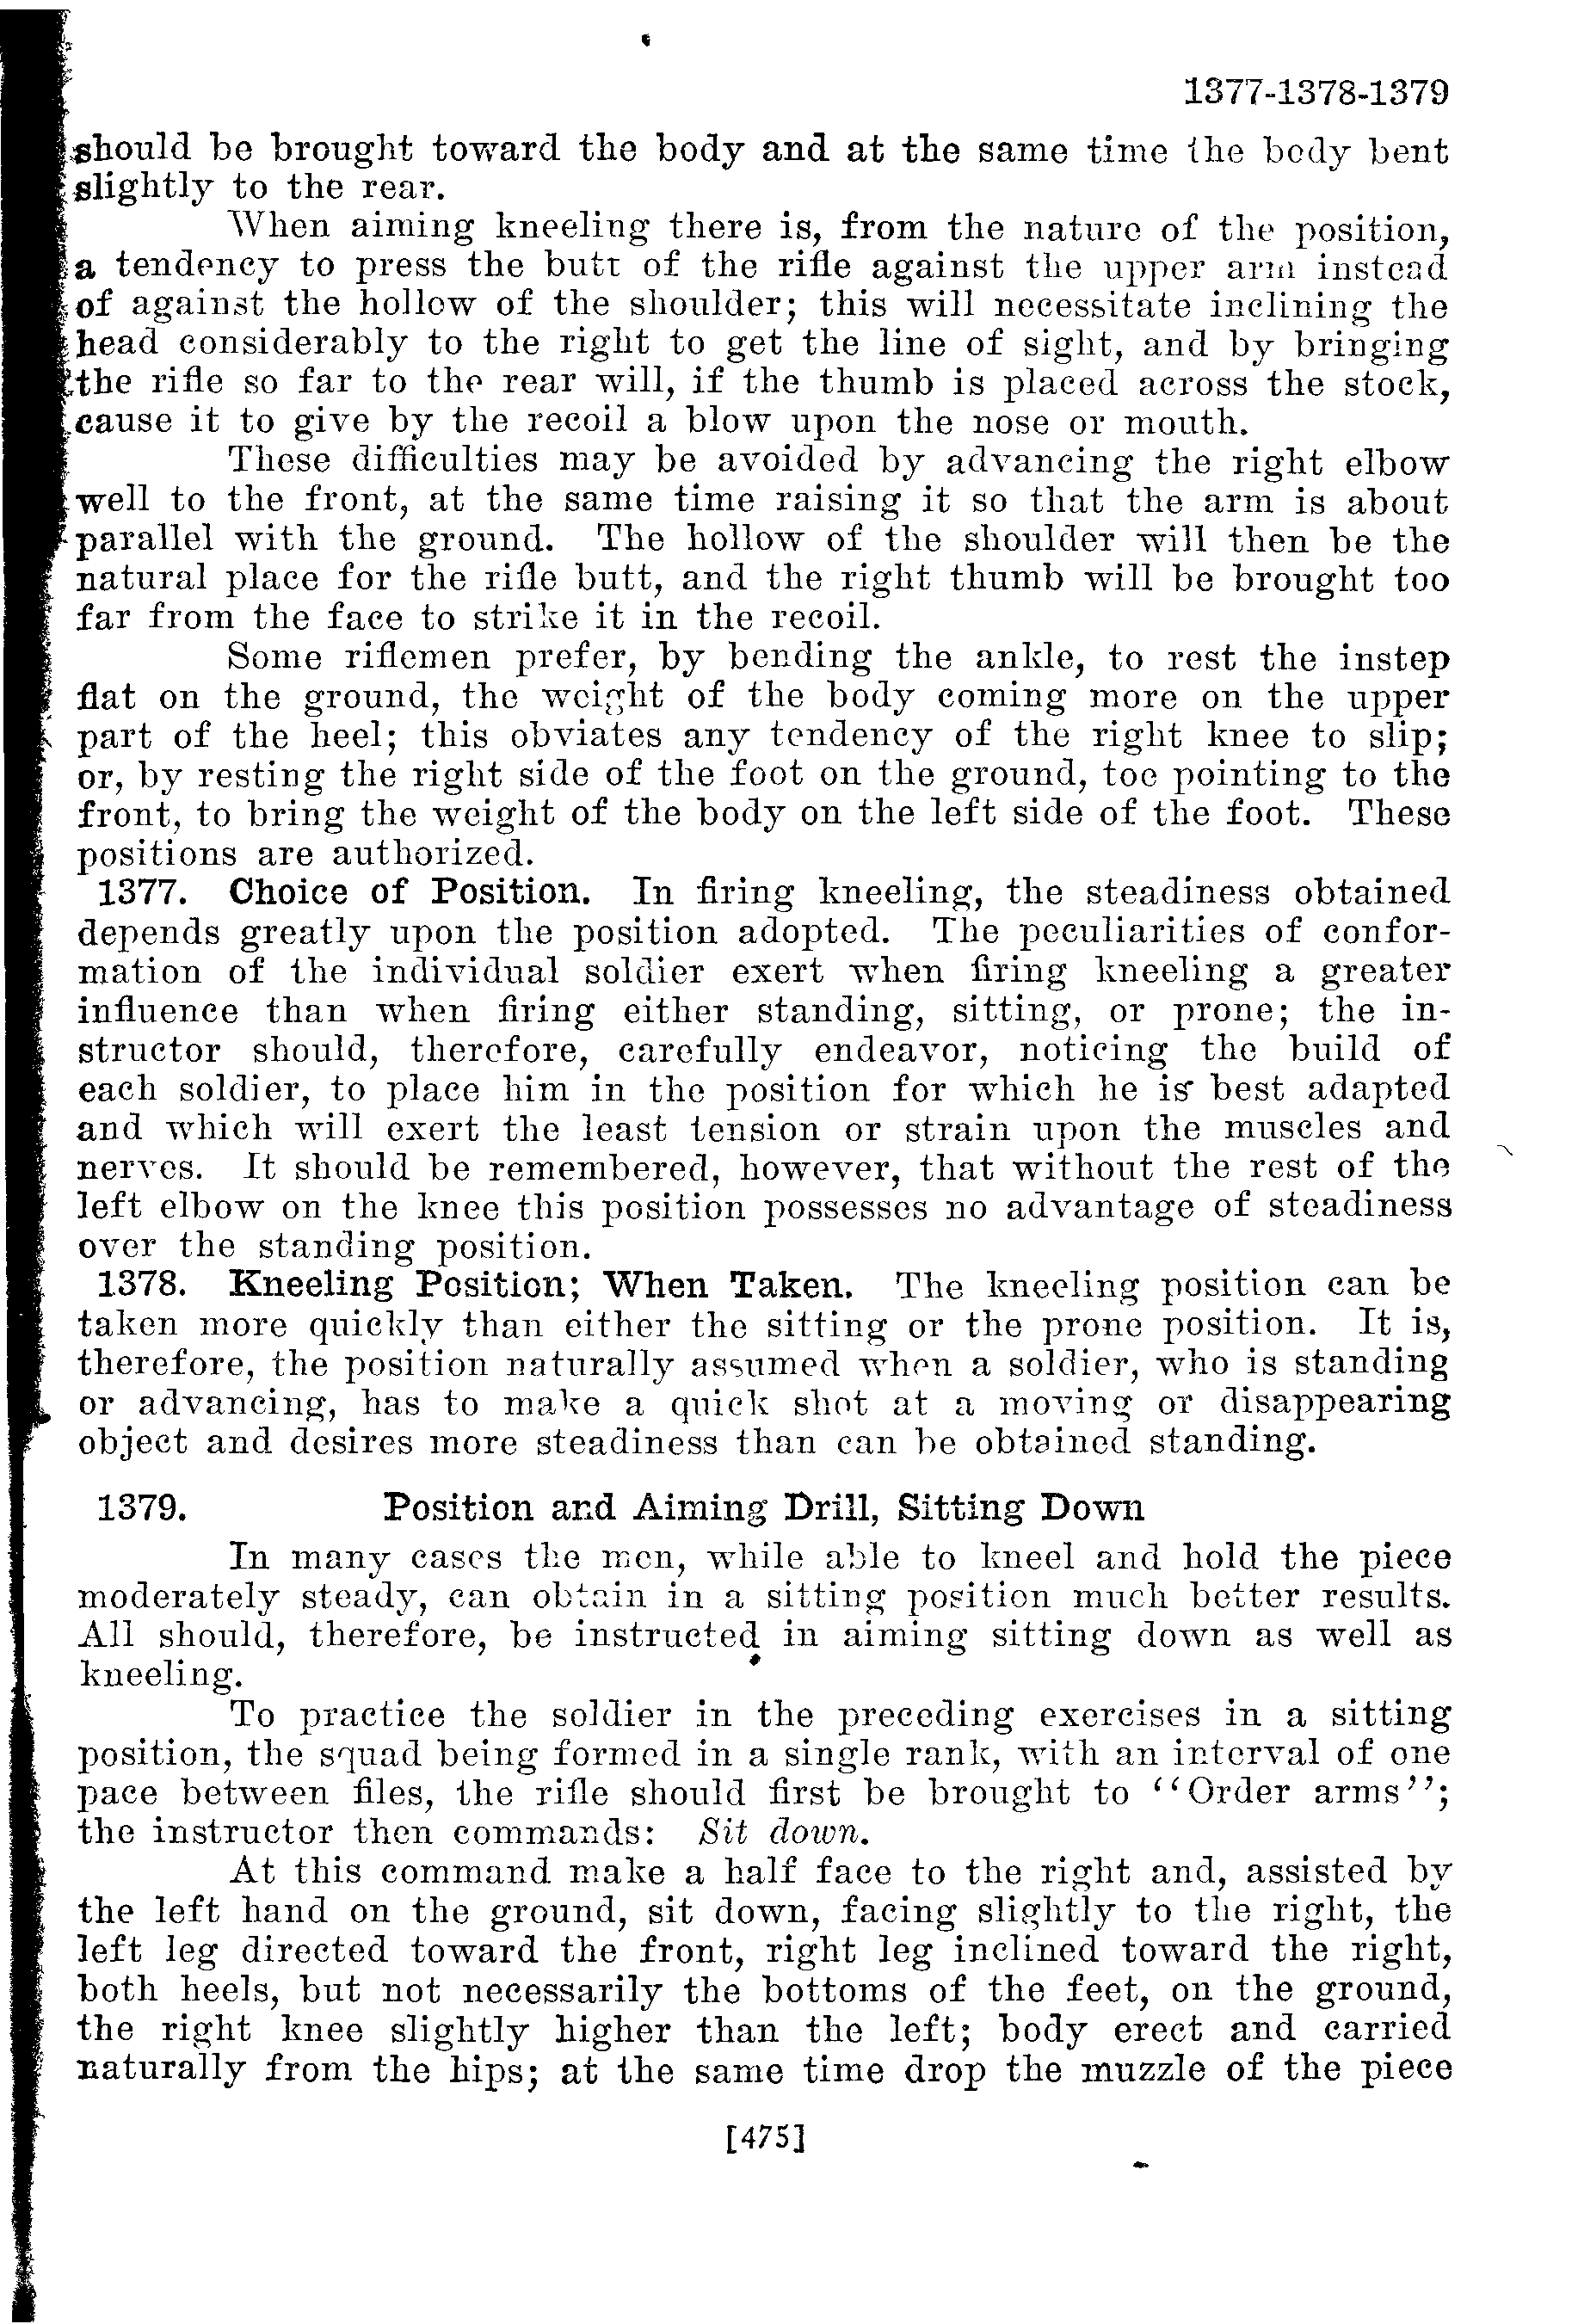 1377-1378-1379
should be brought toward the body and at the same time the body bent
slightly to the rear.
When aiming kneeling there is, from the nature of the position,
a tendency to press the butt of the rifle against the upper arm instead
of against the hollow of the shoulder; this will necessitate inclining the
head considerably to the right to get the line of sight, and by bringing
the rifle so far to the rear will, if the thumb is placed across the stock,
cause it to give by the recoil a blow upon the nose or mouth.
These difficulties may be avoided by advancing the right elbow
well to the front, at the same time raising it so that the arm is about
parallel with the ground. The hollow of the shoulder will then be the
natural place for the rifle butt, and the right thumb will be brought too
far from the face to strike it in the recoil.
Some riflemen prefer, by bending the ankle, to rest the instep
flat on the ground, the weight of the body coming more on the upper
part of the heel; this obviates any tendency of the right knee to slip;
or, by resting the right side of the foot on the ground, toe pointing to the
front, to bring the weight of the body on the left side of the foot. These
positions are authorized.
1377. Choice of Position. In firing kneeling, the steadiness obtained
depends greatly upon the position adopted. The peculiarities of confor-
mation of the individual soldier exert when firing kneeling a greater
influence than when firing either standing, sitting, or prone; the in-
structor should, therefore, carefully endeavor, noticing the build of
each soldier, to place him in the position for which he is best adapted
and which will exert the least tension or strain upon the muscles and
nerves. It should be remembered, however, that without the rest of the
left elbow on the knee this position possesses no advantage of steadiness
over the standing position.
1378. Kneeling Position; When Taken. The kneeling position can be
taken more quickly than either the sitting or the prone position. It is,
therefore, the position naturally assumed when a soldier, who is standing
or advancing, has to make a quick shot at a moving or disappearing
object and desires more steadiness than can be obtained standing.
1379. Position and Aiming Drill, Sitting Down
In many cases the men, while able to kneel and hold the piece
moderately steady, can obtain in a sitting position much better results.
All should, therefore, be instructed in aiming sitting down as well as
kneeling.
To practice the soldier in the preceding exercises in a sitting
position, the squad being formed in a single rank, with an interval of one
pace between files, the rifle should first be brought to "Order arms";
the instructor then commands: Sit down.
At this command make a half face to the right and, assisted by
the left hand on the ground, sit down, facing slightly to the right, the
left leg directed toward the front, right leg inclined toward the right,
both heels, but not necessarily the bottoms of the feet, on the ground,
the right knee slightly higher than the left; body erect and carried
naturally from the hips; at the same time drop the muzzle of the piece
[475]